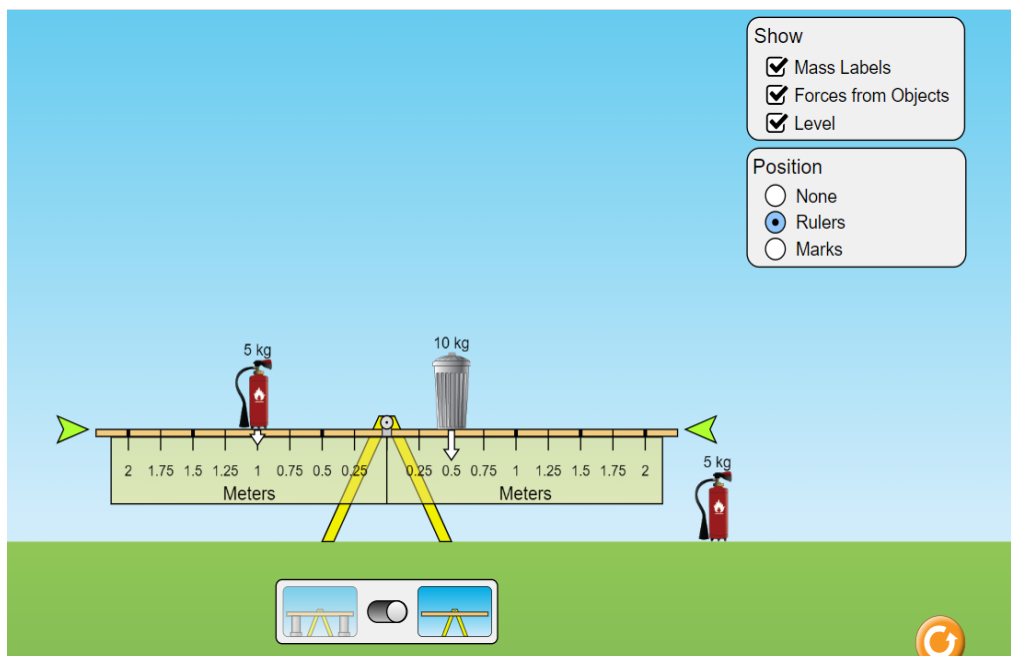 Show
Mass Labels
Forces from Objects
Level
Position
None
Rulers
Marks
5 kg
10 kg
2 1.75 1.5 1.25 1 0.75 0.5 0.25 0.25 0.5 0.75 1 1.25 1.5 1.75 2
Meters Meters
5 kg